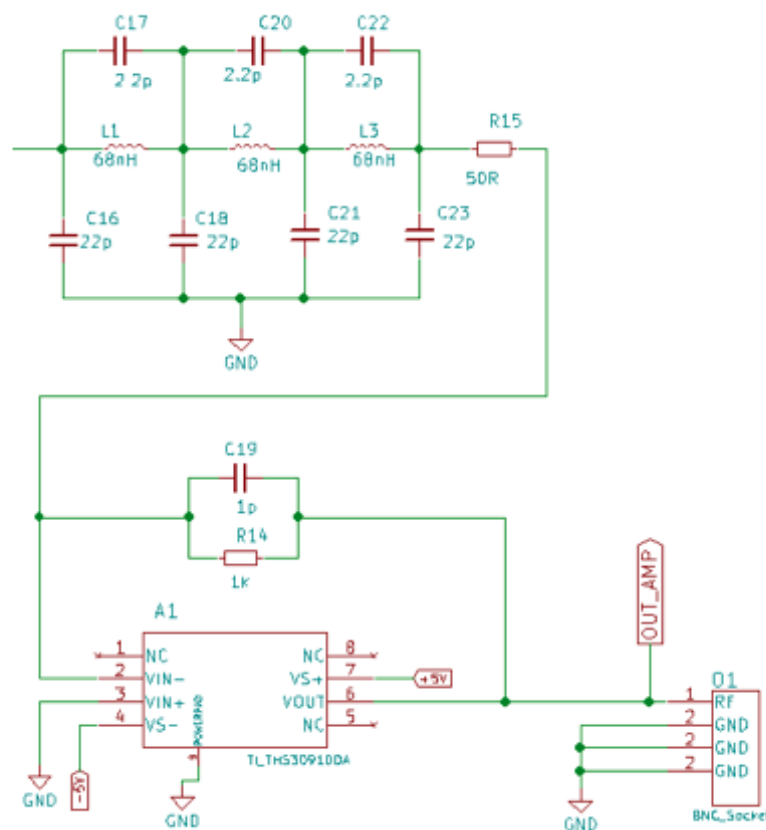 C17
2.2p
C20
2.2p
C22
2.2p
L1
68nH
L2
68nH
L3
68nH
R15
50R
C16
22p
C18
22p
C21
22p
C23
22p
GND
C19
1p
R14
1k
A1
1
NC
2
VIN-
3
VIN+
4
VS-
8
NC
7
VS+
6
VOUT
5
NC
9
POWERPAD
TI_THS3091DDA
+5V
-5V
GND
GND
OUT_AMP
O1
1
RF
2
GND
2
GND
2
GND
GND
BNC_Socket